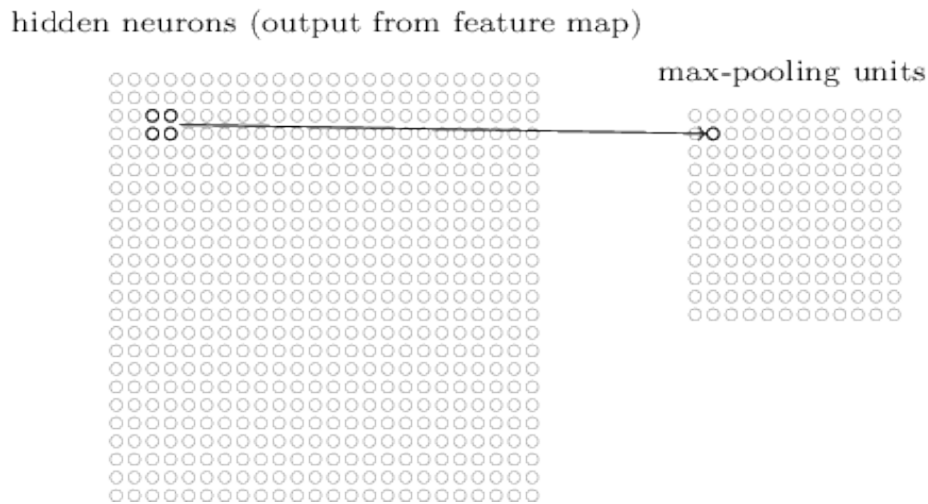 hidden neurons (output from feature map)
max-pooling units